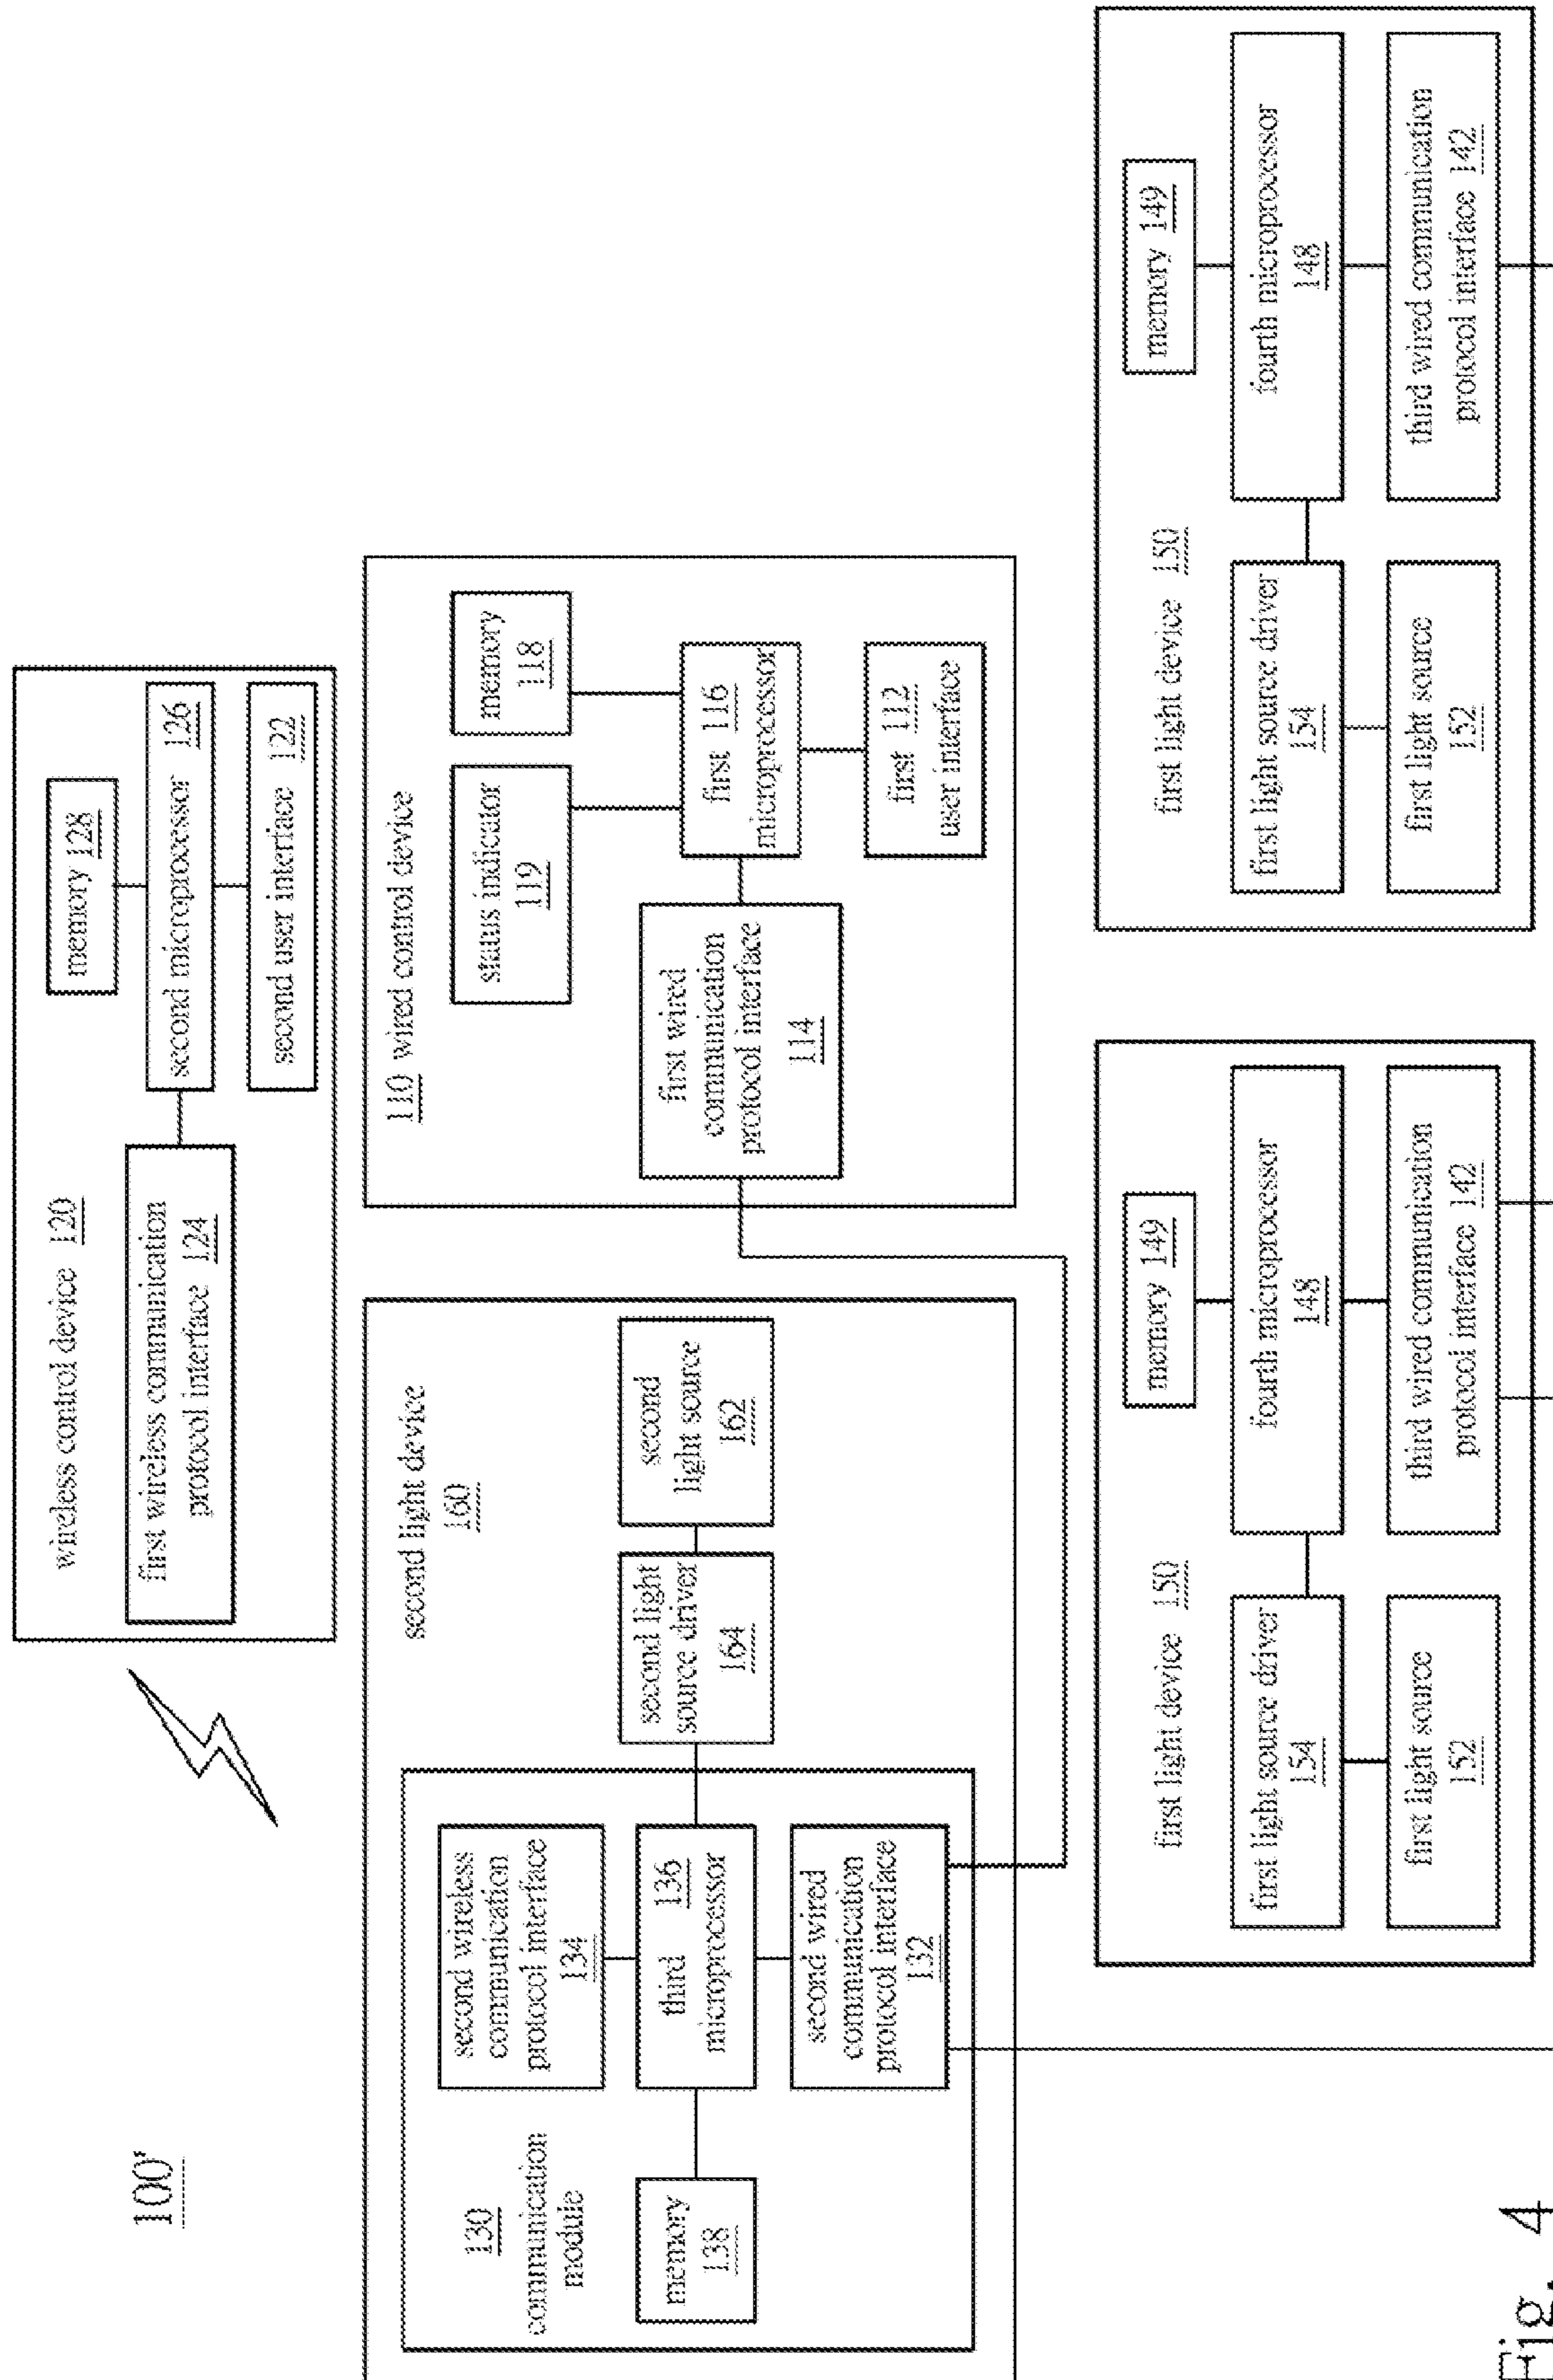 100'
wireless control device 120
first wireless communication
protocol interface 124
memory 128
second microprocessor 126
second user interface 122
130
communication
module
memory
138
second wireless
communication
protocol interface
134
third 136
microprocessor
second wired
communication
protocol interface
132
second light device
160
second light
source driver
164
second
light source
162
110 wired control device
first wired
communication
protocol interface
114
status indicator
119
memory
118
first 116
microprocessor
first 112
user interface
first light device 150
first light source driver
154
first light source
152
memory 149
fourth microprocessor
148
third wired communication
protocol interface 142
first light device 150
first light source driver
154
first light source
152
memory 149
fourth microprocessor
148
third wired communication
protocol interface 142
Fig. 4